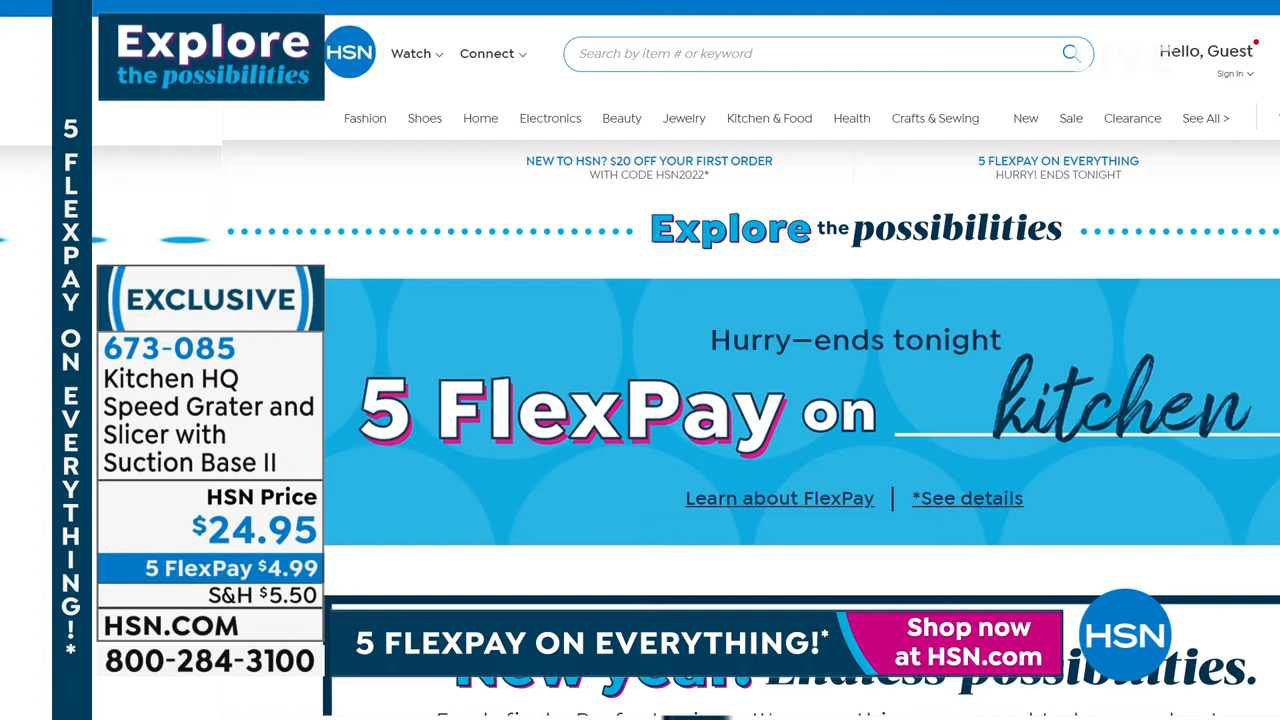 Explore
the possibilities
5 FLEXPAY ON EVERYTHING!*
EXCLUSIVE
673-085
Kitchen HQ
Speed Grater and
Slicer with
Suction Base II
HSN Price
$24.95
5 FlexPay $4.99
S&H $5.50
HSN.COM
800-284-3100
HSN
Watch
Connect
Search by item # or keyword
Hello, Guest
Sign In
Fashion Shoes Home Electronics Beauty Jewelry Kitchen & Food Health Crafts & Sewing New Sale Clearance See All >
NEW TO HSN? $20 OFF YOUR FIRST ORDER
WITH CODE HSN2022*
5 FLEXPAY ON EVERYTHING
HURRY! ENDS TONIGHT
Explore the possibilities
Hurry—ends tonight
5 FlexPay on kitchen
Learn about FlexPay | *See details
5 FLEXPAY ON EVERYTHING!*
Shop now
at HSN.com
HSN
New year. Endless possibilities.